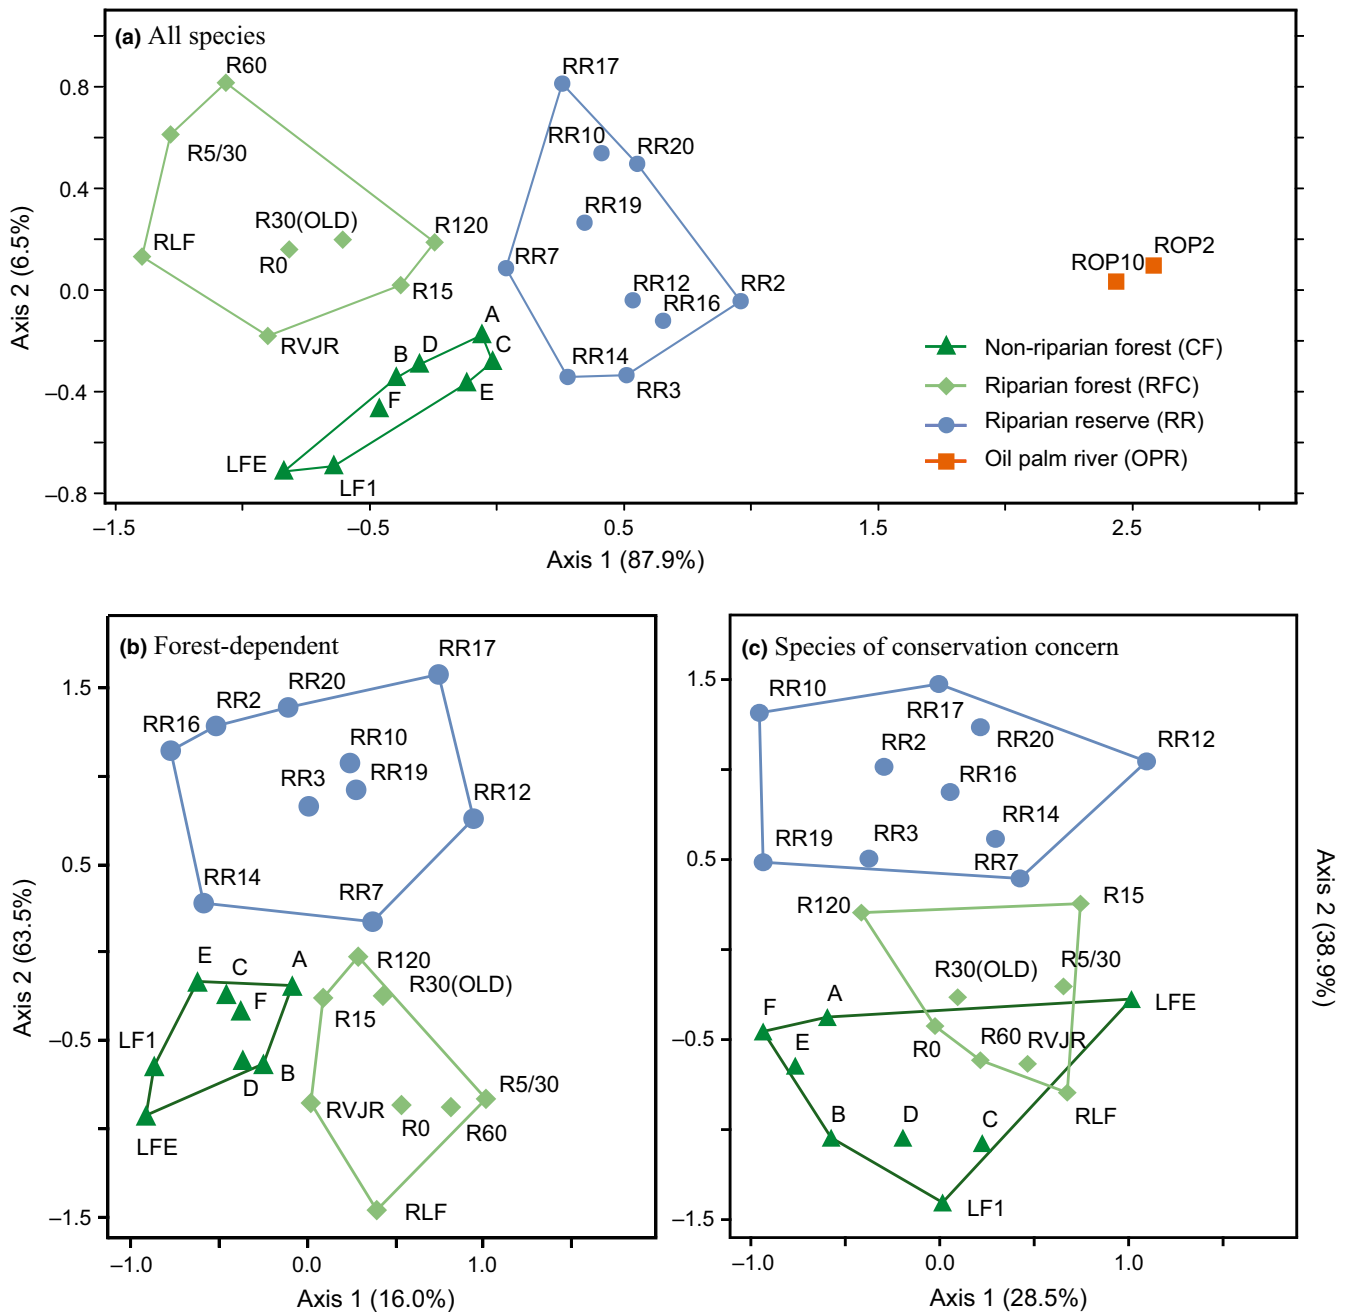 (a) All species
R60
RR17
0.8
RR10
RR20
R5/30
0.4
RR19
R30(OLD)
R120
RLF
ROP2
R0
RR7
ROP10
0.0
R15
RR12
RR2
RR16
A
RVJR
C
D
B
RR14
RR3
E
F
–0.4
LFE
LF1
–0.8
Axis 2 (6.5%)
Non-riparian forest (CF)
Riparian forest (RFC)
Riparian reserve (RR)
Oil palm river (OPR)
–1.5 –0.5 0.5 1.5 2.5
Axis 1 (87.9%)
(b) Forest-dependent
RR17
1.5
RR20
RR2
RR16
RR10
RR19
RR3
RR12
0.5
RR14
RR7
E
C
A
R120
R30(OLD)
F
R15
–0.5
LF1
B
D
R5/30
RVJR
R0
R60
LFE
RLF
–1.5
Axis 2 (63.5%)
–1.0 0.0 1.0
Axis 1 (16.0%)
(c) Species of conservation concern
1.5
RR10
RR17
RR2
RR20
RR12
RR16
RR14
RR19
RR3
RR7
0.5
R120
R15
R30(OLD)
R5/30
F
A
LFE
E
–0.5
R0
R60
RVJR
B
D
C
RLF
LF1
–1.5
Axis 2 (38.9%)
–1.0 0.0 1.0
Axis 1 (28.5%)